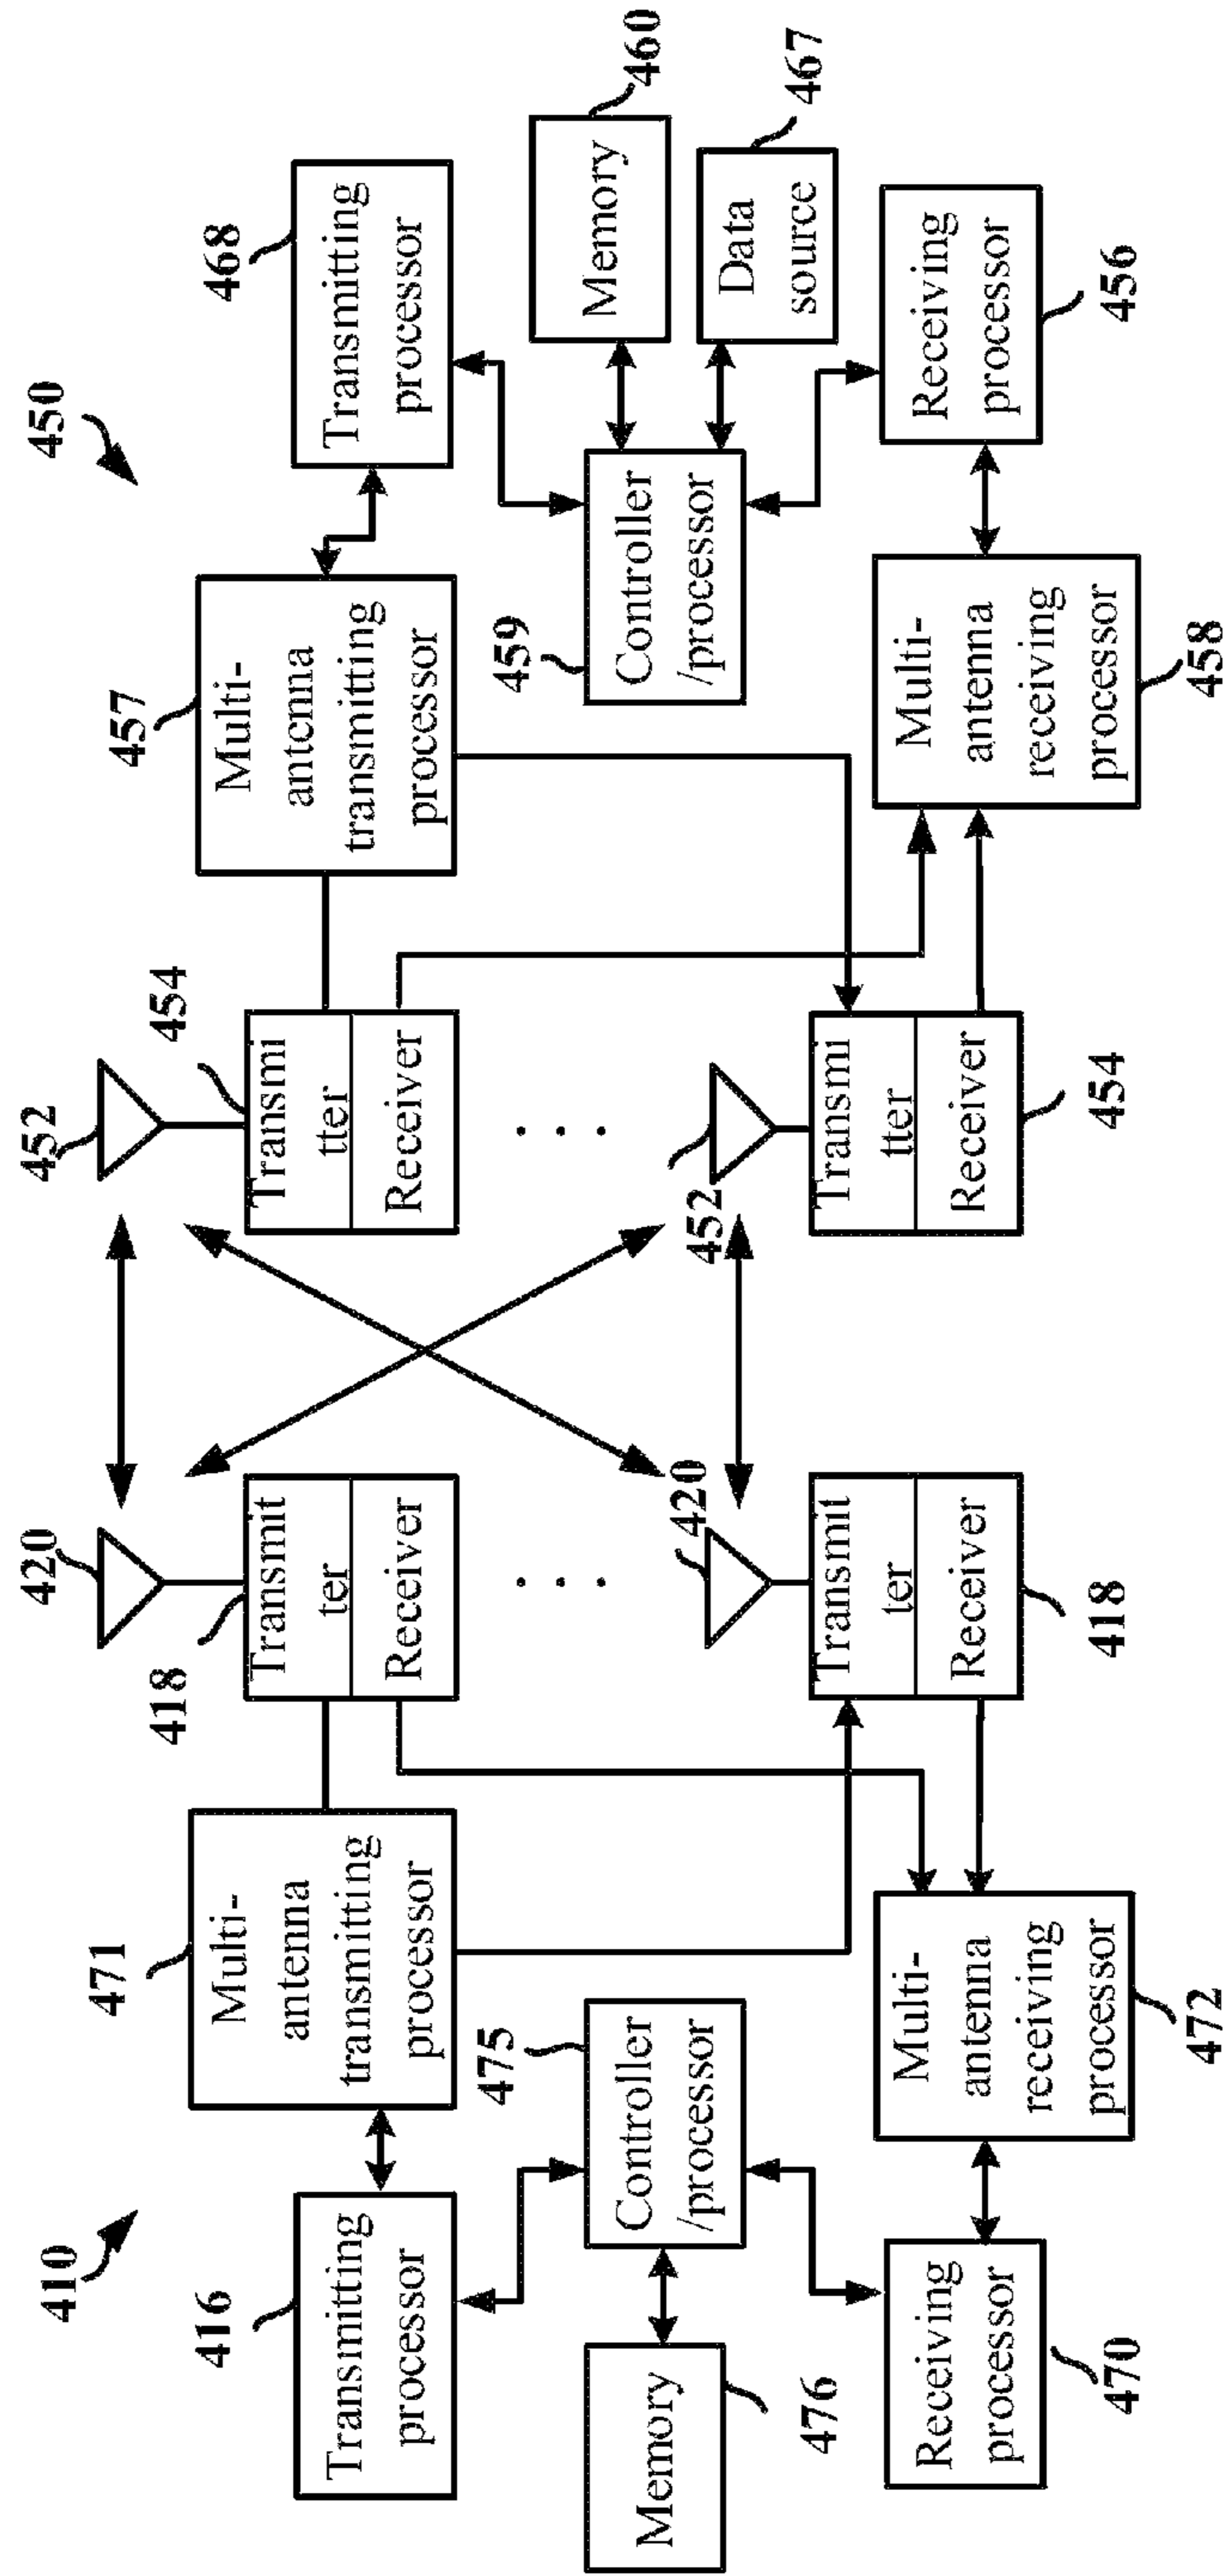 410
416
Transmitting
processor
Memory
476
475
Controller
/processor
Receiving
processor
470
471
Multi-
antenna
transmitting
processor
Multi-
antenna
receiving
processor
472
420
418
Transmit
ter
Receiver
. . .
420
Transmit
ter
Receiver
418
450
452
454
Transmi
tter
Receiver
. . .
452
Transmi
tter
Receiver
454
457
Multi-
antenna
transmitting
processor
468
Transmitting
processor
459
Controller
/processor
Memory
460
Data
source
467
Multi-
antenna
receiving
processor
458
Receiving
processor
456